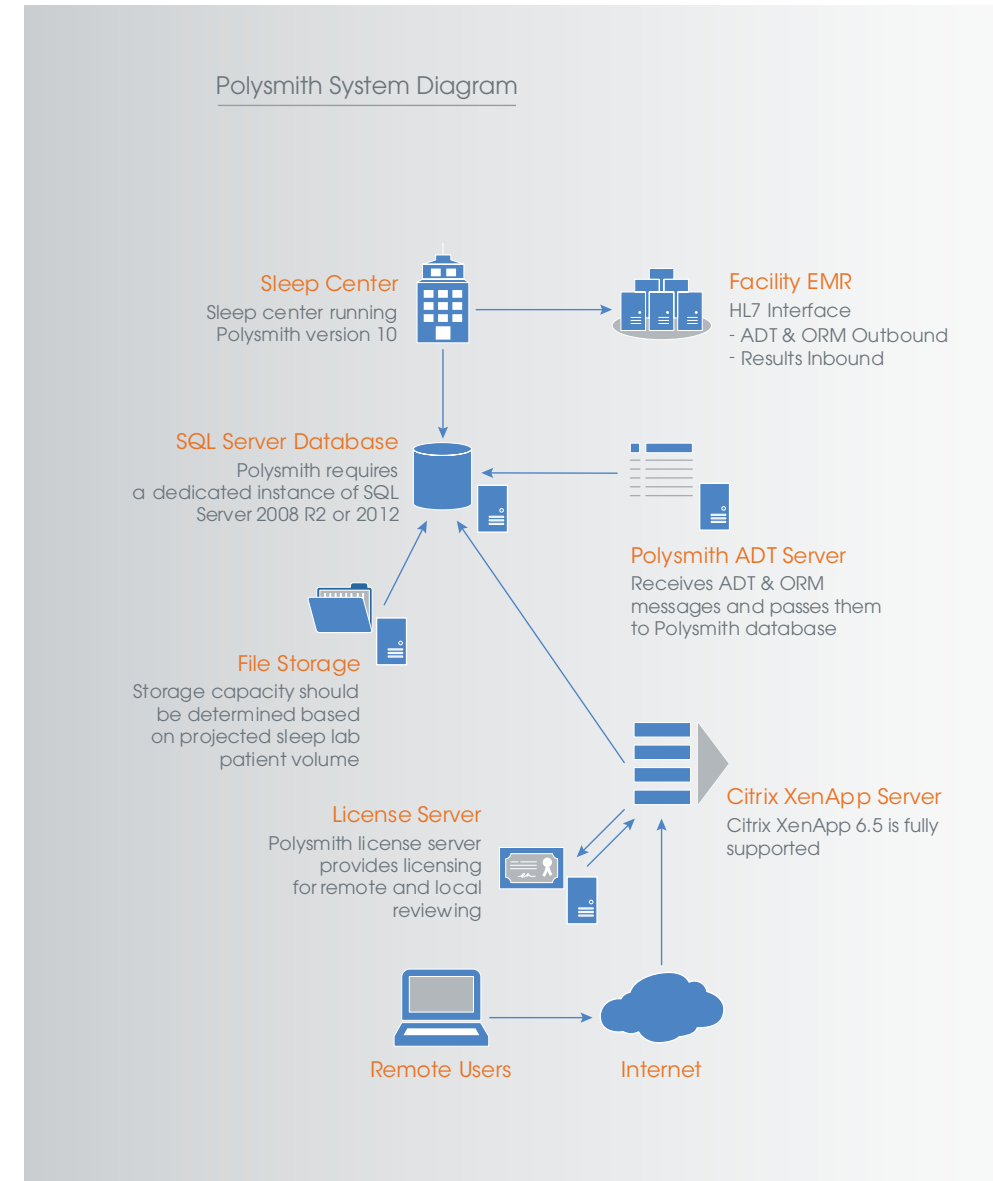 Polysmith System Diagram
Sleep Center
Sleep center running
Polysmith version 10
Facility EMR
HL7 Interface
- ADT & ORM Outbound
- Results Inbound
SQL Server Database
Polysmith requires
a dedicated instance of SQL
Server 2008 R2 or 2012
Polysmith ADT Server
Receives ADT & ORM
messages and passes them
to Polysmith database
File Storage
Storage capacity should
be determined based
on projected sleep lab
patient volume
Citrix XenApp Server
Citrix XenApp 6.5 is fully
supported
License Server
Polysmith license server
provides licensing
for remote and local
reviewing
Remote Users
Internet